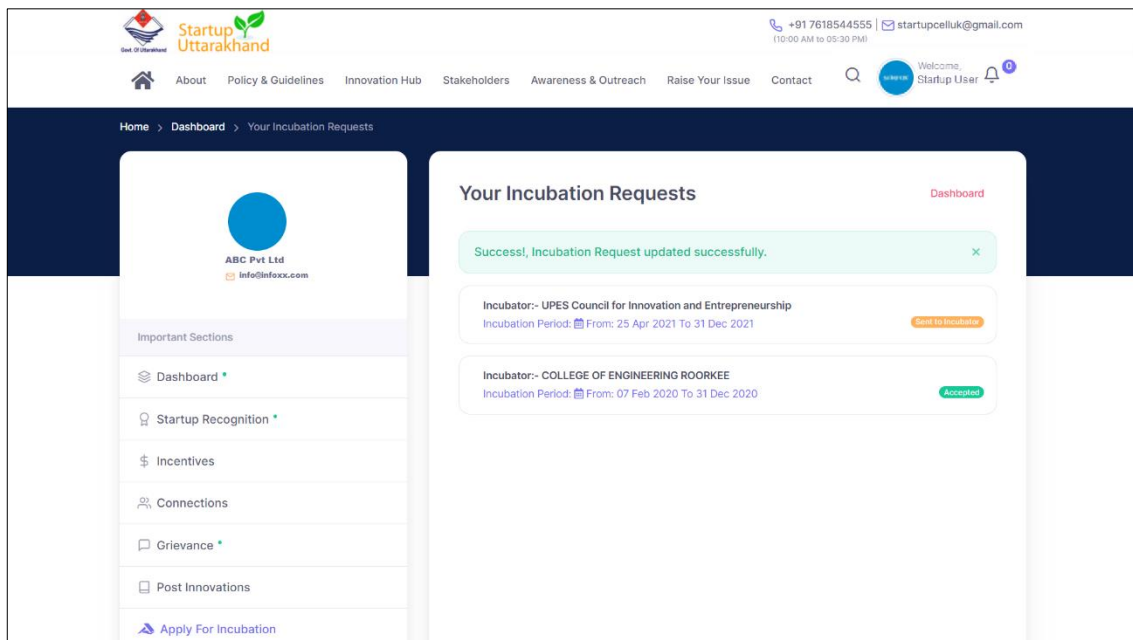 Govt. Of Uttarakhand
Startup
Uttarakhand
+91 7618544555 | startupcelluk@gmail.com
(10:00 AM to 05:30 PM)
About Policy & Guidelines Innovation Hub Stakeholders Awareness & Outreach Raise Your Issue Contact
Welcome,
Startup User
0
Home > Dashboard > Your Incubation Requests
ABC Pvt Ltd
info@infoxx.com
Important Sections
Dashboard
Startup Recognition
Incentives
Connections
Grievance
Post Innovations
Apply For Incubation
Your Incubation Requests
Dashboard
Success!, Incubation Request updated successfully.
Incubator:- UPES Council for Innovation and Entrepreneurship
Incubation Period: From: 25 Apr 2021 To 31 Dec 2021
Sent to Incubator
Incubator:- COLLEGE OF ENGINEERING ROORKEE
Incubation Period: From: 07 Feb 2020 To 31 Dec 2020
Accepted